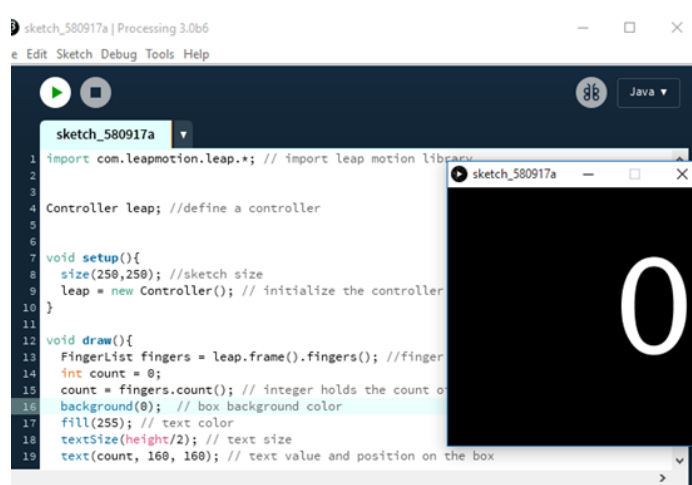 sketch_580917a | Processing 3.0b6
e Edit Sketch Debug Tools Help
Java ▼
sketch_580917a ▼
1 import com.leapmotion.leap.*; // import leap motion library
2
3
4 Controller leap; //define a controller
5
6
7 void setup(){
8 size(250,250); //sketch size
9 leap = new Controller(); // initialize the controller
10 }
11
12 void draw(){
13 FingerList fingers = leap.frame().fingers(); //finger
14 int count = 0;
15 count = fingers.count(); // integer holds the count
16 background(0); // box background color
17 fill(255); // text color
18 textSize(height/2); // text size
19 text(count, 160, 160); // text value and position on the box
sketch_580917a
0